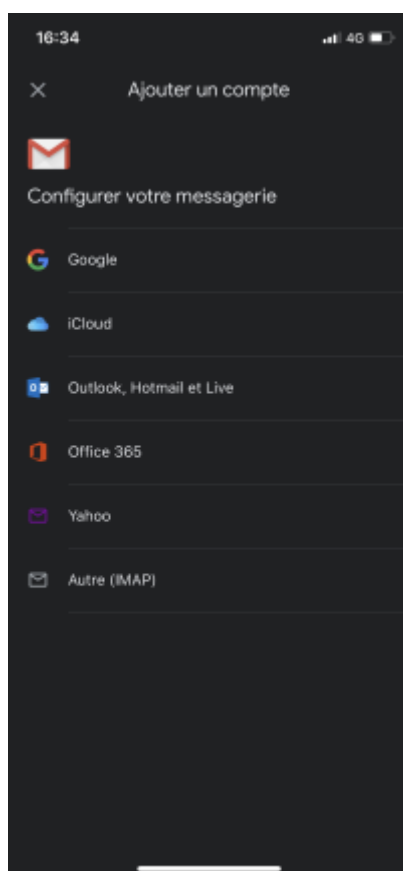 16:34 4G
Ajouter un compte
Configurer votre messagerie
Google
iCloud
Outlook, Hotmail et Live
Office 365
Yahoo
Autre (IMAP)